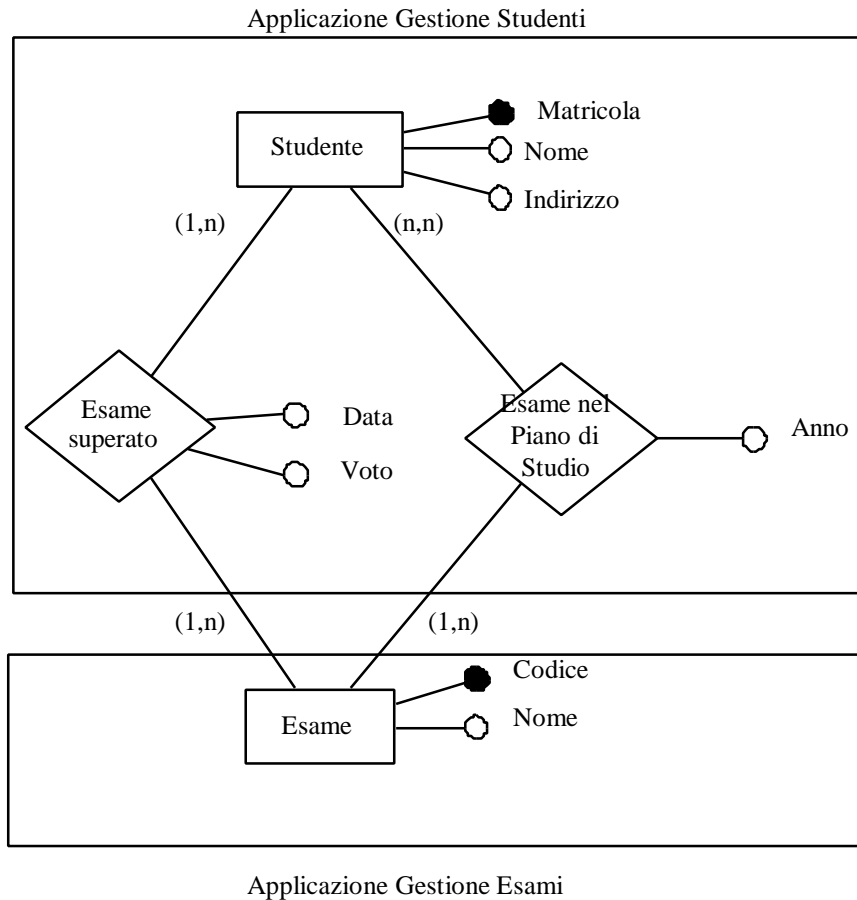 Applicazione Gestione Studenti
Matricola
Studente
Nome
Indirizzo
(1,n)
(n,n)
Esame
superato
Data
Voto
Esame nel
Piano di
Studio
Anno
(1,n)
(1,n)
Codice
Esame
Nome
Applicazione Gestione Esami